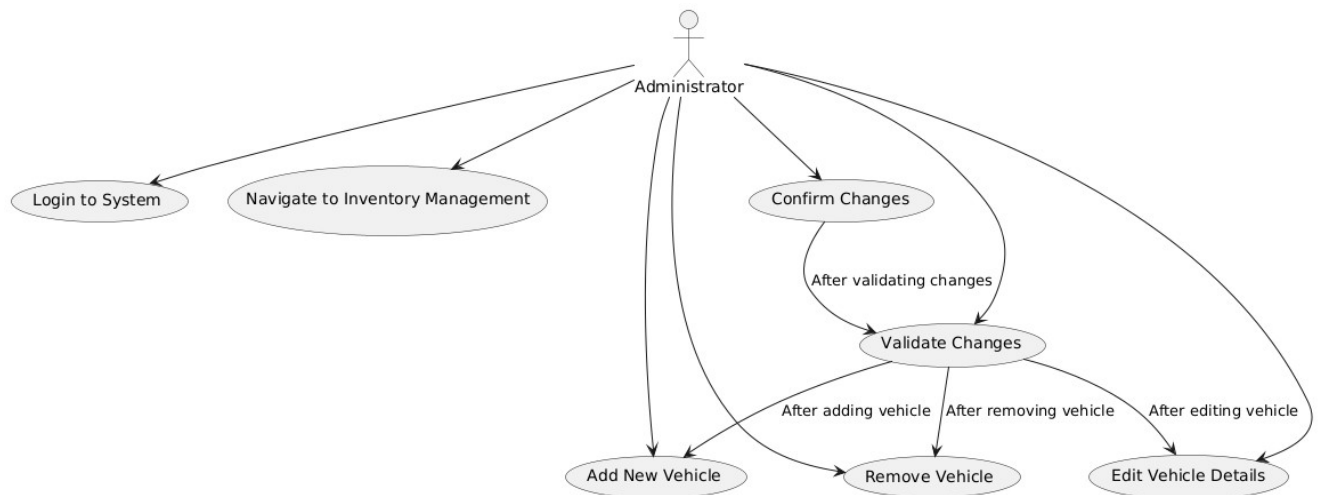 Administrator
Login to System
Navigate to Inventory Management
Confirm Changes
After validating changes
Validate Changes
After adding vehicle
After removing vehicle
After editing vehicle
Add New Vehicle
Remove Vehicle
Edit Vehicle Details